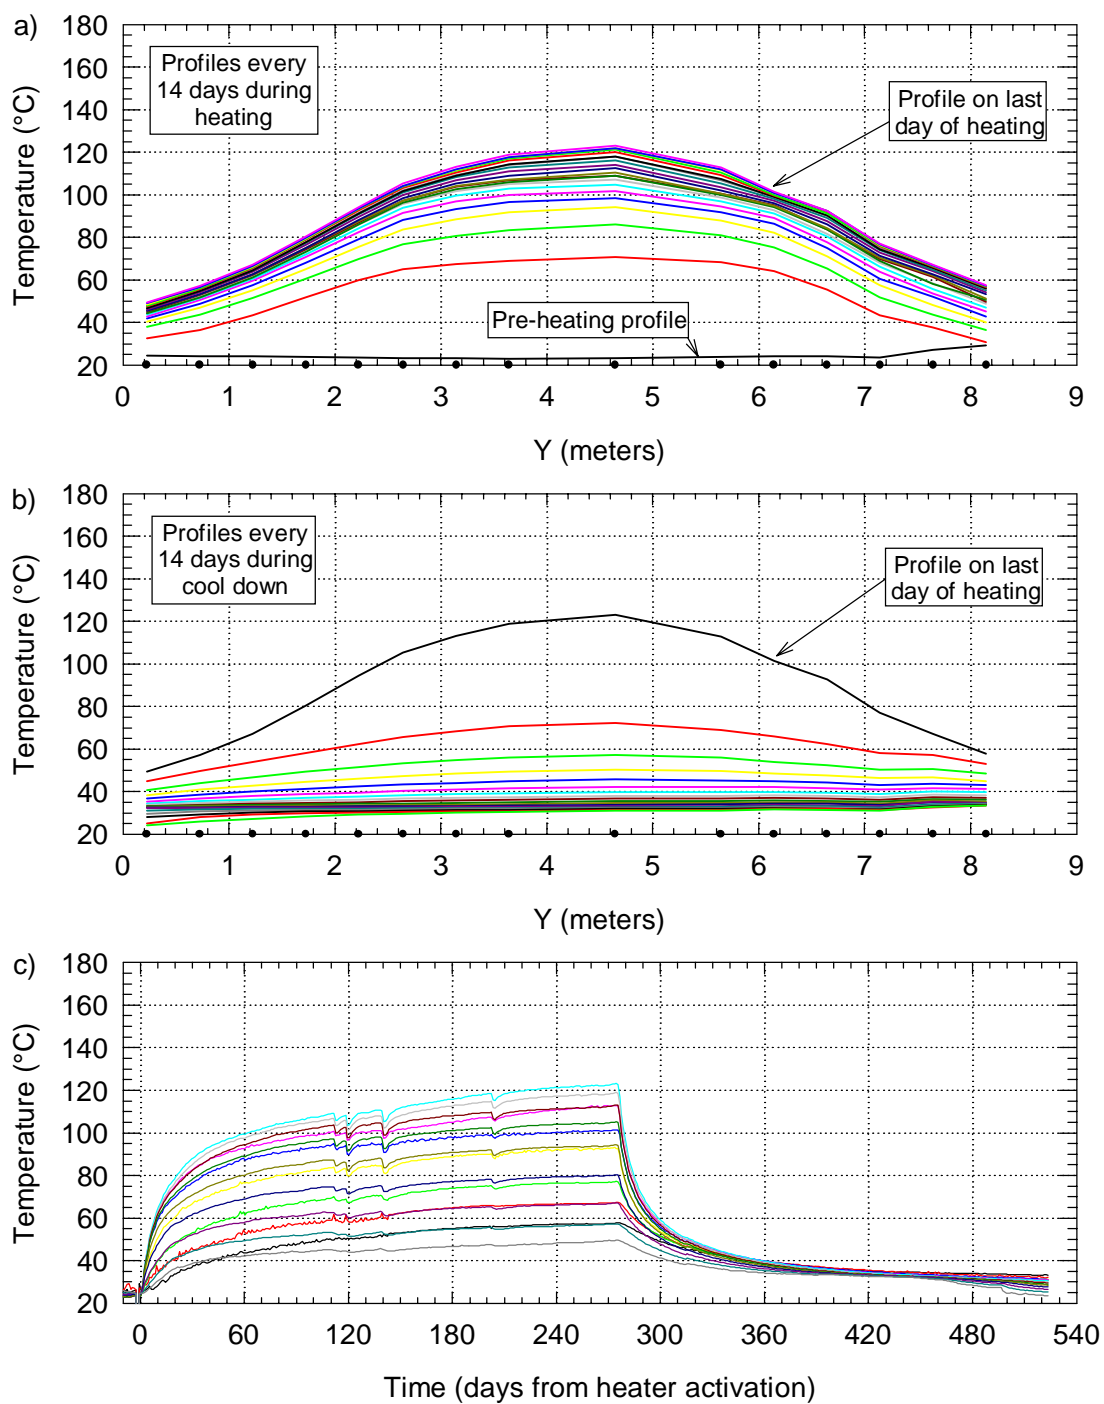 a)
180
160
140
120
100
80
60
40
20
Temperature (°C)
Profiles every
14 days during
heating
Profile on last
day of heating
Pre-heating profile
0 1 2 3 4 5 6 7 8 9
Y (meters)
b)
180
160
140
120
100
80
60
40
20
Temperature (°C)
Profiles every
14 days during
cool down
Profile on last
day of heating
0 1 2 3 4 5 6 7 8 9
Y (meters)
c)
180
160
140
120
100
80
60
40
20
Temperature (°C)
0 60 120 180 240 300 360 420 480 540
Time (days from heater activation)